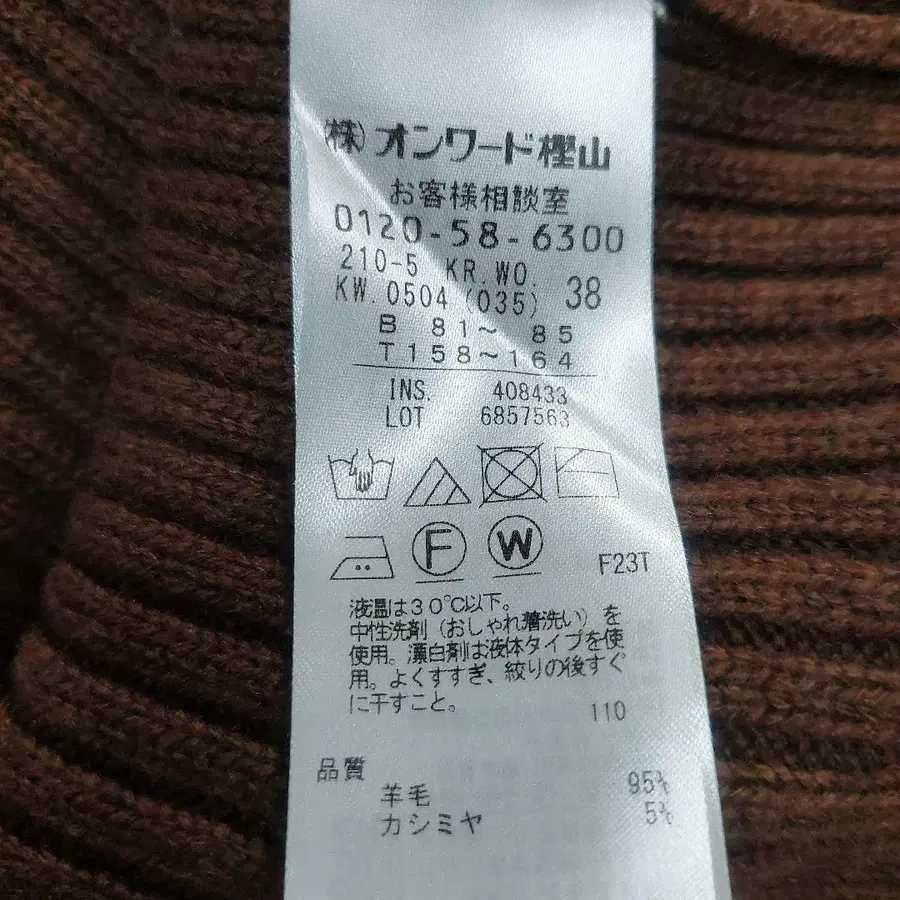 (株)オンワード樫山
お客様相談室
0120-58-6300
210-5 KR.WO.
KW.0504 (035) 38
B 81〜 85
T158〜164
INS. 408433
LOT 6857563
F W F23T
液温は30℃以下。
中性洗剤(おしゃれ着洗い)を
使用。漂白剤は液体タイプを使
用。よくすすぎ、絞りの後すぐ
に干すこと。
110
品質
羊毛 95%
カシミヤ 5%